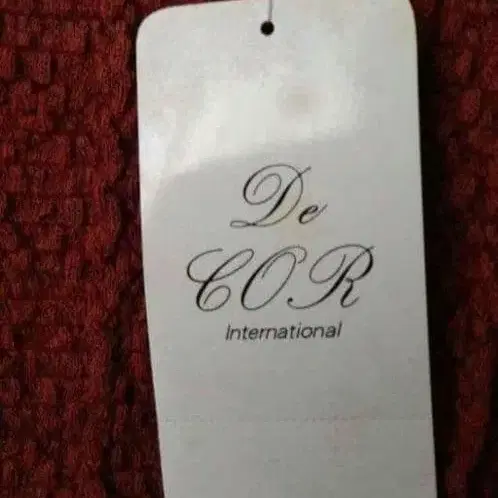 De
COR
International